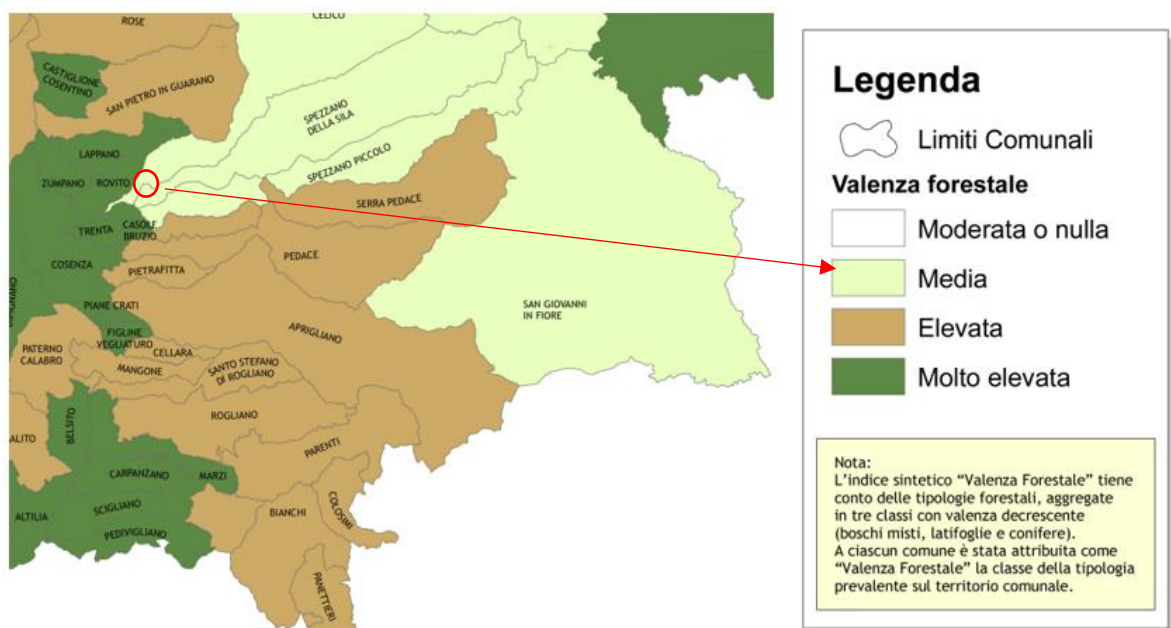 ROSE
CELICO
CASTIGLIONE
COSENTINO
SAN PIETRO IN GUARANO
SPEZZANO
DELLA SILA
LAPPANO
ZUMPANO
ROVITO
SPEZZANO PICCOLO
SERRA PEDACE
TRENTA
CASOLE
BRUZIO
COSENZA
PIETRAFITTA
PEDACE
PIANE CRATI
SAN GIOVANNI
IN FIORE
APRIGLIANO
FIGLINE
VEGLIATURO
PATERNO
CALABRO
CELLARA
MANGONE
SANTO STEFANO
DI ROGLIANO
ROGLIANO
BELSITO
PARENTI
CARPANZANO
MARZI
SCIGLIANO
ALTILIA
PEDIVIGLIANO
BIANCHI
COLOSIMI
PANETTIERI
Legenda
Limiti Comunali
Valenza forestale
Moderata o nulla
Media
Elevata
Molto elevata
Nota:
L'indice sintetico "Valenza Forestale" tiene
conto delle tipologie forestali, aggregate
in tre classi con valenza decrescente
(boschi misti, latifoglie e conifere).
A ciascun comune è stata attribuita come
"Valenza Forestale" la classe della tipologia
prevalente sul territorio comunale.